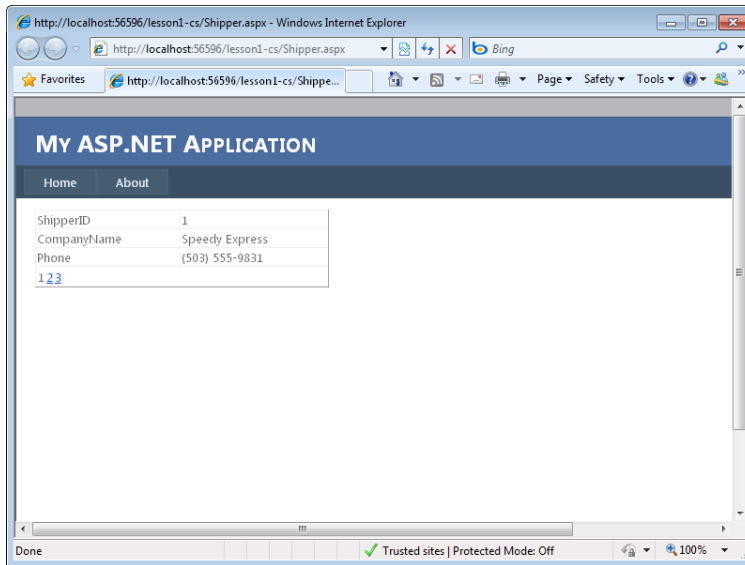 http://localhost:56596/lesson1-cs/Shipper.aspx - Windows Internet Explorer
http://localhost:56596/lesson1-cs/Shipper.aspx
Bing
Favorites
http://localhost:56596/lesson1-cs/Shippe...
Page
Safety
Tools
»
MY ASP.NET APPLICATION
Home
About
ShipperID 1
CompanyName Speedy Express
Phone (503) 555-9831
1 2 3
Done
Trusted sites | Protected Mode: Off
100%